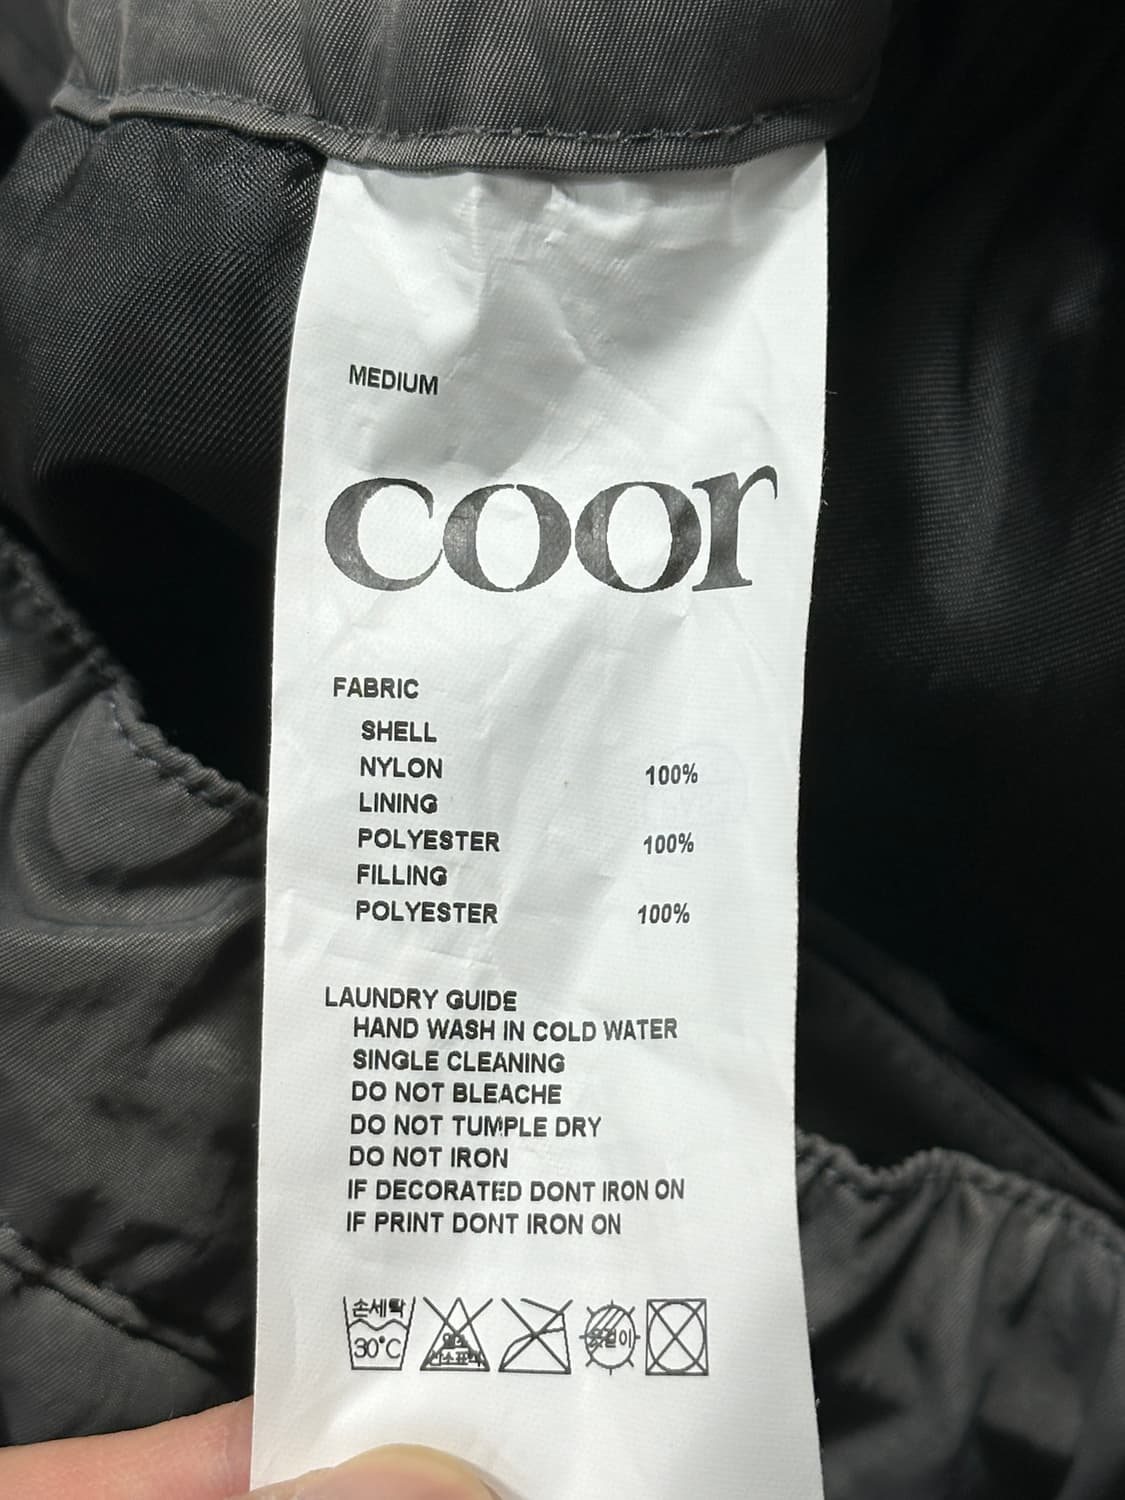 MEDIUM
coor
FABRIC
SHELL
NYLON 100%
LINING
POLYESTER 100%
FILLING
POLYESTER 100%
LAUNDRY GUIDE
HAND WASH IN COLD WATER
SINGLE CLEANING
DO NOT BLEACHE
DO NOT TUMPLE DRY
DO NOT IRON
IF DECORATED DONT IRON ON
IF PRINT DONT IRON ON
손세탁
30°C